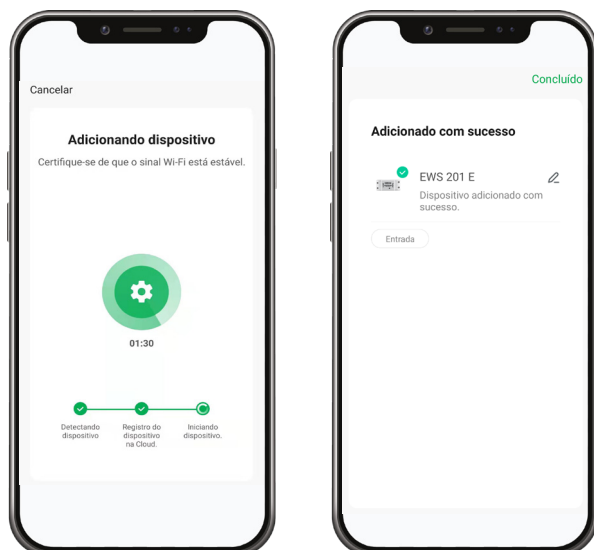 Cancelar
Adicionando dispositivo
Certifique-se de que o sinal Wi-Fi está estável.
01:30
Detectando
dispositivo
Registro do
dispositivo
na Cloud.
Iniciando
dispositivo.
Concluído
Adicionado com sucesso
EWS 201 E
Dispositivo adicionado com
sucesso.
Entrada